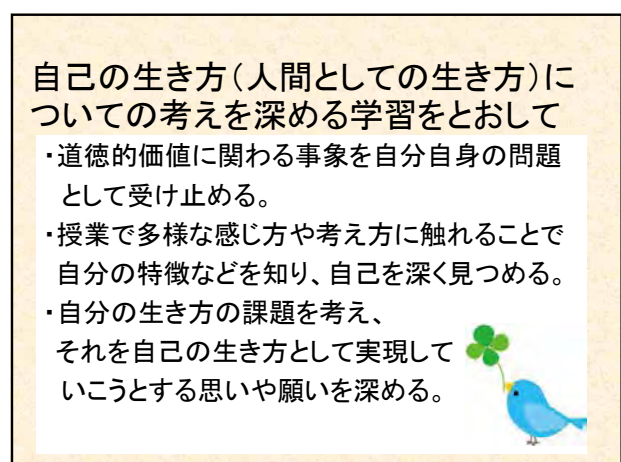 自己の生き方(人間としての生き方)に
ついての考えを深める学習をとおして
・道徳的価値に関わる事象を自分自身の問題
として受け止める。
・授業で多様な感じ方や考え方に触れることで
自分の特徴などを知り、自己を深く見つめる。
・自分の生き方の課題を考え、
それを自己の生き方として実現して
いこうとする思いや願いを深める。